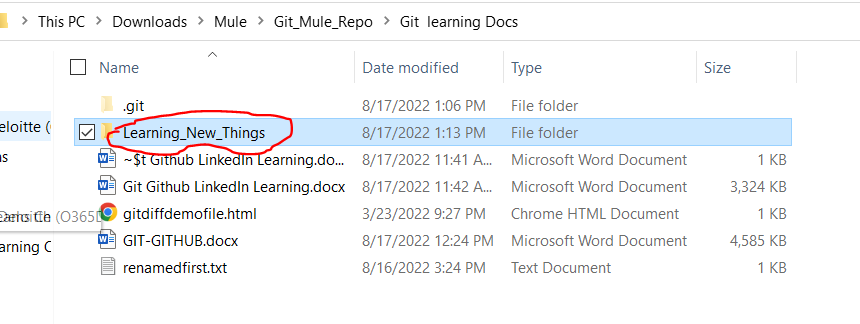 This PC > Downloads > Mule > Git_Mule_Repo > Git learning Docs
Name Date modified Type Size
.git 8/17/2022 1:06 PM File folder
eloitte (
Learning_New_Things 8/17/2022 1:13 PM File folder
~$t Github LinkedIn Learning.do... 8/17/2022 11:41 A... Microsoft Word Document 1 KB
Git Github LinkedIn Learning.docx 8/17/2022 11:42 A... Microsoft Word Document 3,324 KB
gitdiffdemofile.html 3/23/2022 9:27 PM Chrome HTML Document 1 KB
GIT-GITHUB.docx 8/17/2022 12:24 PM Microsoft Word Document 4,585 KB
arning C
renamedfirst.txt 8/16/2022 3:24 PM Text Document 1 KB